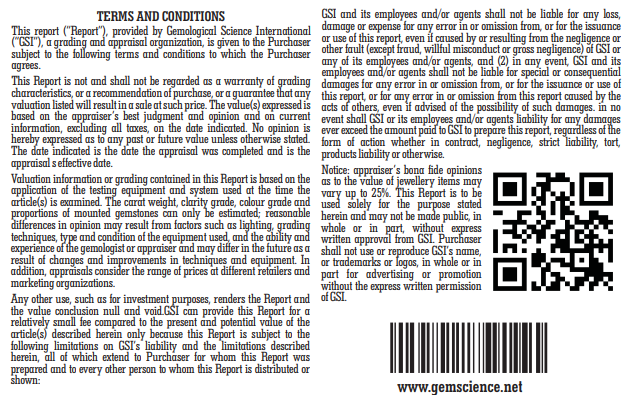 TERMS AND CONDITIONS
This report ("Report"), provided by Gemological Science International
("GSI"), a grading and appraisal organization, is given to the Purchaser
subject to the following terms and conditions to which the Purchaser
agrees.
This Report is not and shall not be regarded as a warranty of grading
characteristics, or a recommendation of purchase, or a guarantee that any
valuation listed will result in a sale at such price. The value(s) expressed is
based on the appraiser's best judgment and opinion and on current
information, excluding all taxes, on the date indicated. No opinion is
hereby expressed as to any past or future value unless otherwise stated.
The date indicated is the date the appraisal was completed and is the
appraisal s effective date.
Valuation information or grading contained in this Report is based on the
application of the testing equipment and system used at the time the
article(s) is examined. The carat weight, clarity grade, colour grade and
proportions of mounted gemstones can only be estimated; reasonable
differences in opinion may result from factors such as lighting, grading
techniques, type and condition of the equipment used, and the ability and
experience of the gemologist or appraiser and may differ in the future as a
result of changes and improvements in techniques and equipment. In
addition, appraisals consider the range of prices at different retailers and
marketing organizations.
Any other use, such as for investment purposes, renders the Report and
the value conclusion null and void.GSI can provide this Report for a
relatively small fee compared to the present and potential value of the
article(s) described herein only because this Report is subject to the
following limitations on GSI's liability and the limitations described
herein, all of which extend to Purchaser for whom this Report was
prepared and to every other person to whom this Report is distributed or
shown:
GSI and its employees and/or agents shall not be liable for any loss,
damage or expense for any error in or omission from, or for the issuance
or use of this report, even if caused by or resulting from the negligence or
other fault (except fraud, willful misconduct or gross negligence) of GSI or
any of its employees and/or agents, and (2) in any event, GSI and its
employees and/or agents shall not be liable for special or consequential
damages for any error in or omission from, or for the issuance or use of
this report, or for any error in or omission from this report caused by the
acts of others, even if advised of the possibility of such damages. in no
event shall GSI or its employees and/or agents liability for any damages
ever exceed the amount paid to GSI to prepare this report, regardless of the
form of action whether in contract, negligence, strict liability, tort,
products liability or otherwise.
Notice: appraiser's bona fide opinions
as to the value of jewellery items may
vary up to 25%. This Report is to be
used solely for the purpose stated
herein and may not be made public, in
whole or in part, without express
written approval from GSI. Purchaser
shall not use or reproduce GSI's name,
or trademarks or logos, in whole or in
part for advertising or promotion
without the express written permission
of GSI.
www.gemscience.net